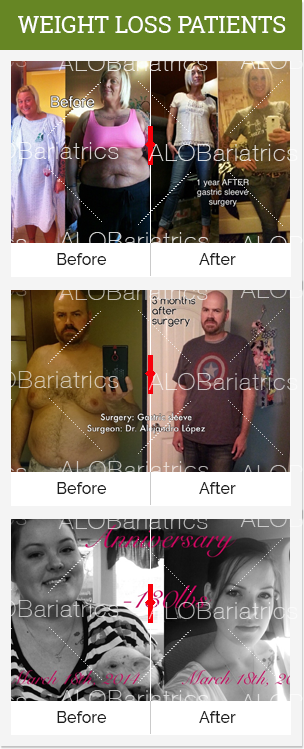 WEIGHT LOSS PATIENTS
ALOBariatrics
Before
ALOBariatrics
ALOBariatrics
1 year AFTER
gastric sleeve
surgery
Before
After
ALOBariatrics
3 months
after
surgery
ALOBariatrics
ALOBariatrics
Surgery: Gastric sleeve
Surgeon: Dr. Alejandro López
ALOBariatrics
Before
After
ALOBariatrics
Anniversary
-130lbs
ALOBariatrics
ALOBariatrics
March 18th, 2014
March 18th, 20
ALOBariatrics
Before
After